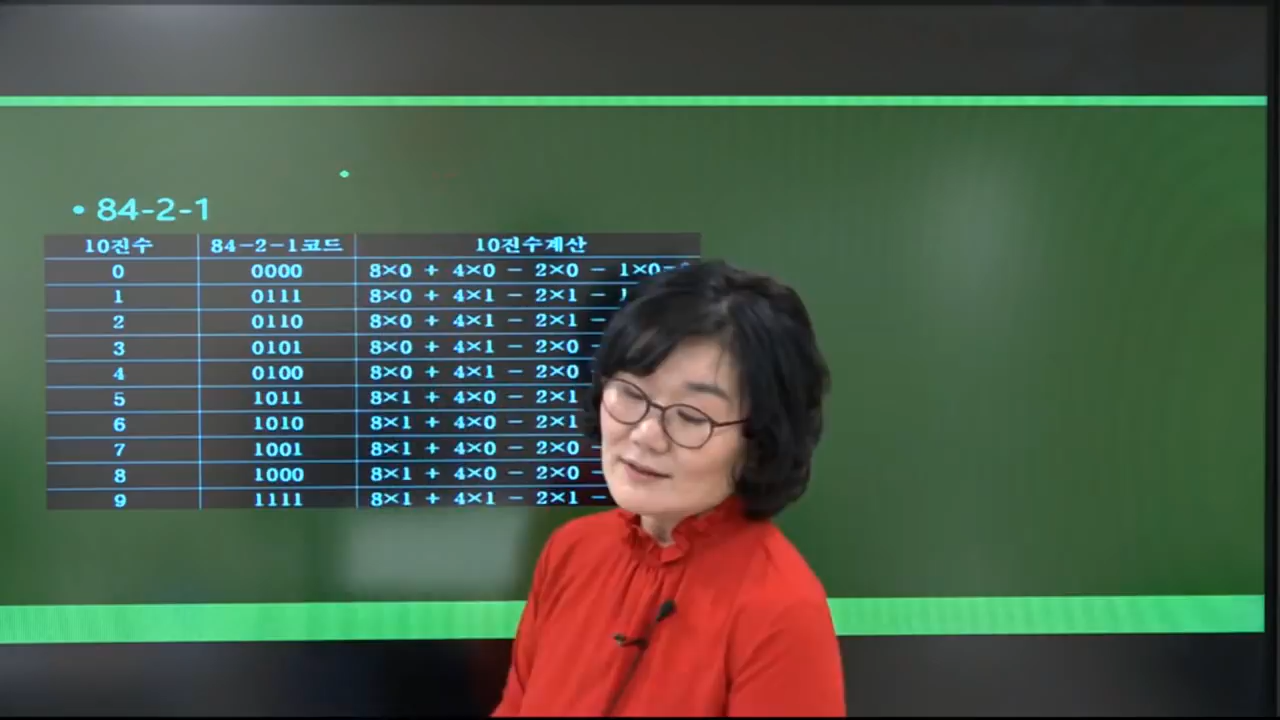 • 84-2-1
10진수 84-2-1코드 10진수계산
0 0000 8×0 + 4×0 - 2×0 - 1×0
1 0111 8×0 + 4×1 - 2×1 -
2 0110 8×0 + 4×1 - 2×1 -
3 0101 8×0 + 4×1 - 2×0 -
4 0100 8×0 + 4×1 - 2×0
5 1011 8×1 + 4×0 - 2×1
6 1010 8×1 + 4×0 - 2×1
7 1001 8×1 + 4×0 - 2×0 -
8 1000 8×1 + 4×0 - 2×0 -
9 1111 8×1 + 4×1 - 2×1 -